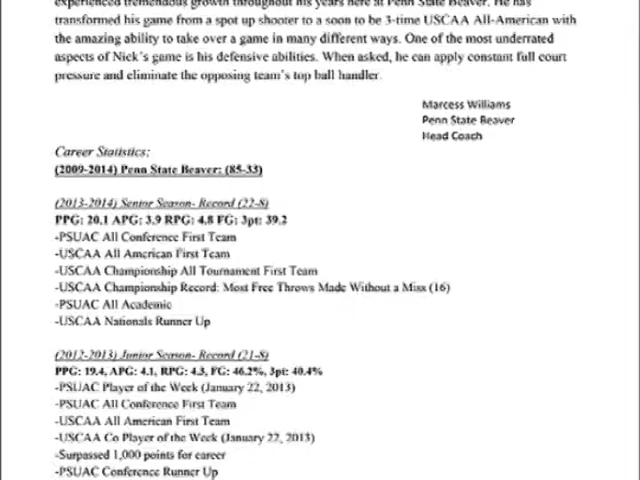 experienced tremendous growth throughout his years here at Penn State Beaver. He has
transformed his game from a spot up shooter to a soon to be 3-time USCAA All-American with
the amazing ability to take over a game in many different ways. One of the most underrated
aspects of Nick's game is his defensive abilities. When asked, he can apply constant full court
pressure and eliminate the opposing team's top ball handler.
Marcess Williams
Penn State Beaver
Head Coach
Career Statistics:
(2009-2014) Penn State Beaver: (85-33)
(2013-2014) Senior Season- Record (22-8)
PPG: 20.1 APG: 3.9 RPG: 4.8 FG: 3pt: 39.2
-PSUAC All Conference First Team
-USCAA All American First Team
-USCAA Championship All Tournament First Team
-USCAA Championship Record: Most Free Throws Made Without a Miss (16)
-PSUAC All Academic
-USCAA Nationals Runner Up
(2012-2013) Junior Season- Record (21-8)
PPG: 19.4, APG: 4.1, RPG: 4.3, FG: 46.2%, 3pt: 40.4%
-PSUAC Player of the Week (January 22, 2013)
-PSUAC All Conference First Team
-USCAA All American First Team
-USCAA Co Player of the Week (January 22, 2013)
-Surpassed 1,000 points for career
-PSUAC Conference Runner Up